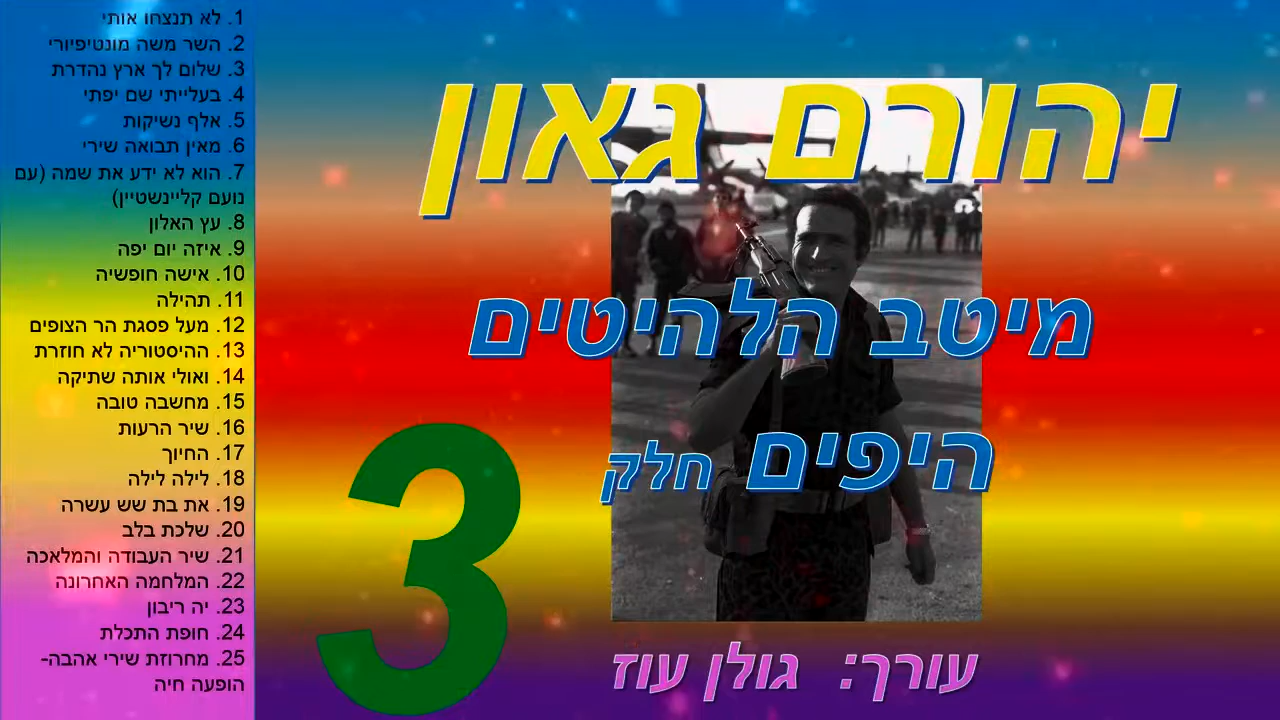 יהורם גאון
מיטב הלהיטים
היפים חלק
3
עורך: גולן עוז
1. לא תנצחו אותי
2. השר משה מונטיפיורי
3. שלום לך ארץ נהדרת
4. בעלייתי שם יפתי
5. אלף נשיקות
6. מאין תבואה שירי
7. הוא לא ידע את שמה (עם
נועם קליינשטיין)
8. עץ האלון
9. איזה יום יפה
10. אישה חופשיה
11. תהילה
12. מעל פסגת הר הצופים
13. ההיסטוריה לא חוזרת
14. ואולי אותה שתיקה
15. מחשבה טובה
16. שיר הרעות
17. החיוך
18. לילה לילה
19. את בת שש עשרה
20. שלכת בלב
21. שיר העבודה והמלאכה
22. המלחמה האחרונה
23. יה ריבון
24. חופת התכלת
25. מחרוזת שירי אהבה-
הופעה חיה